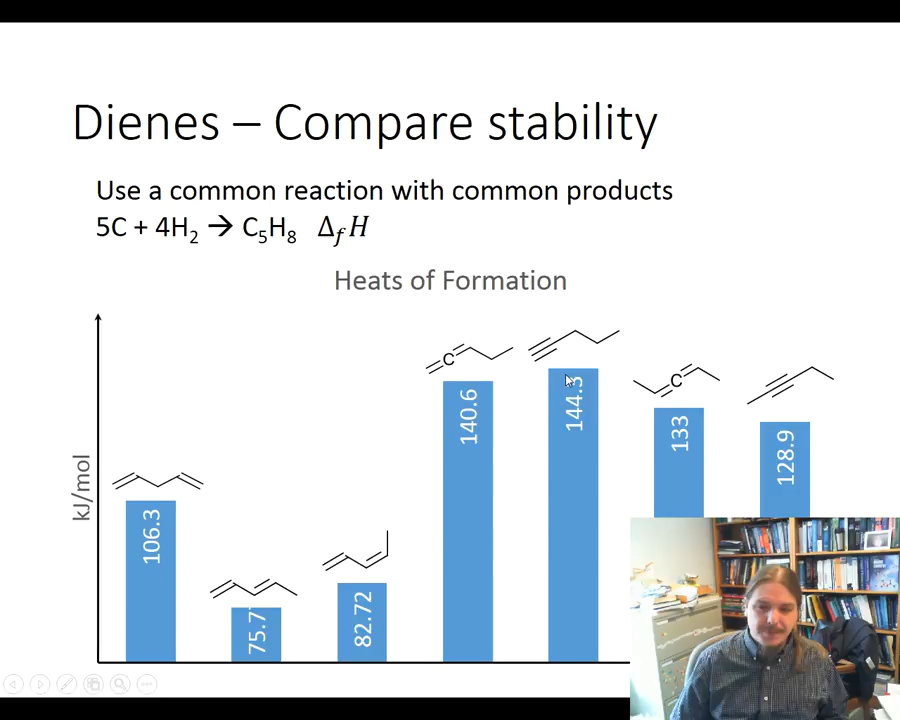 Dienes – Compare stability
Use a common reaction with common products
5C + 4H₂ → C₅H₈ Δ𝑓𝐻
Heats of Formation
kJ/mol
106.3
75.7
82.72
C
140.6
144.3
C
133
128.9